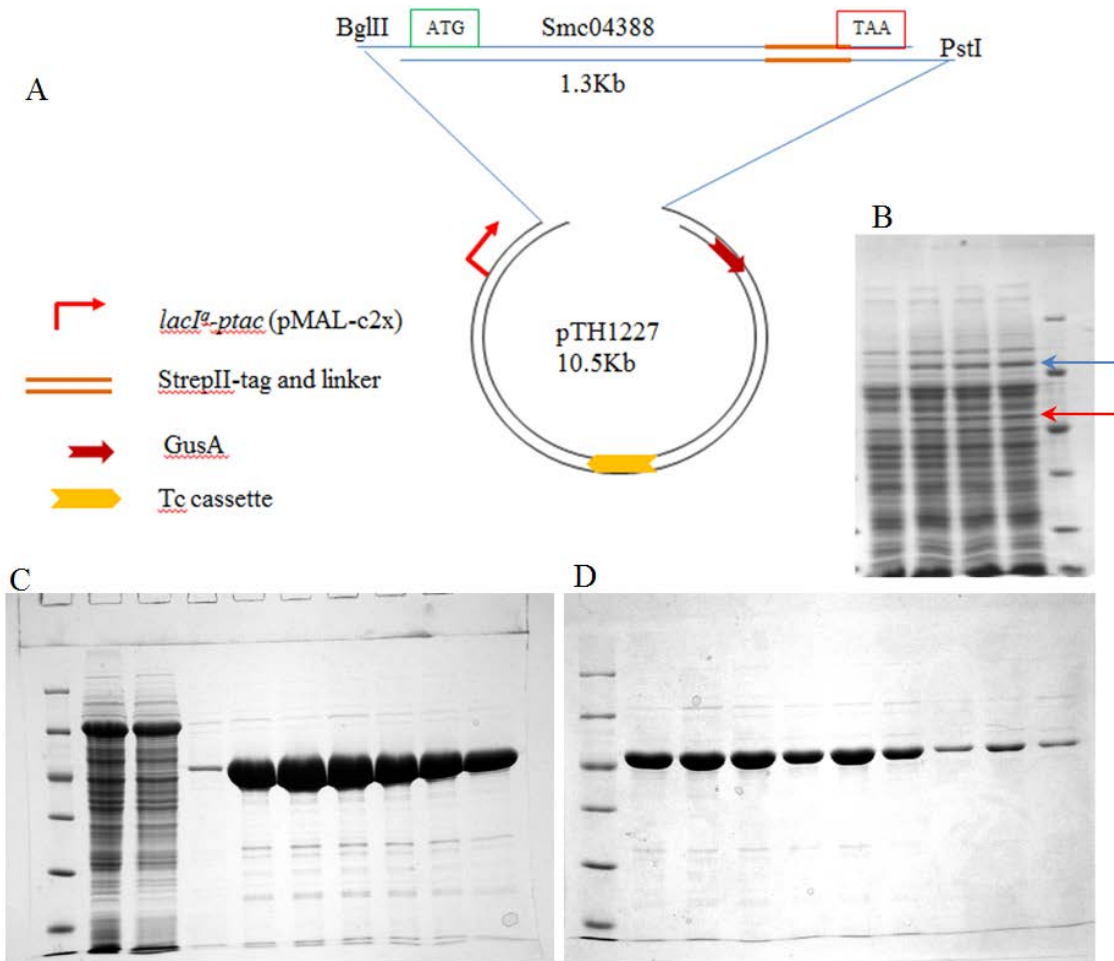 BglII ATG Smc04388 TAA PstI
A
1.3Kb
B
lacIq-ptac (pMAL-c2x)
pTH1227
10.5Kb
StrepII-tag and linker
GusA
Tc cassette
C
D